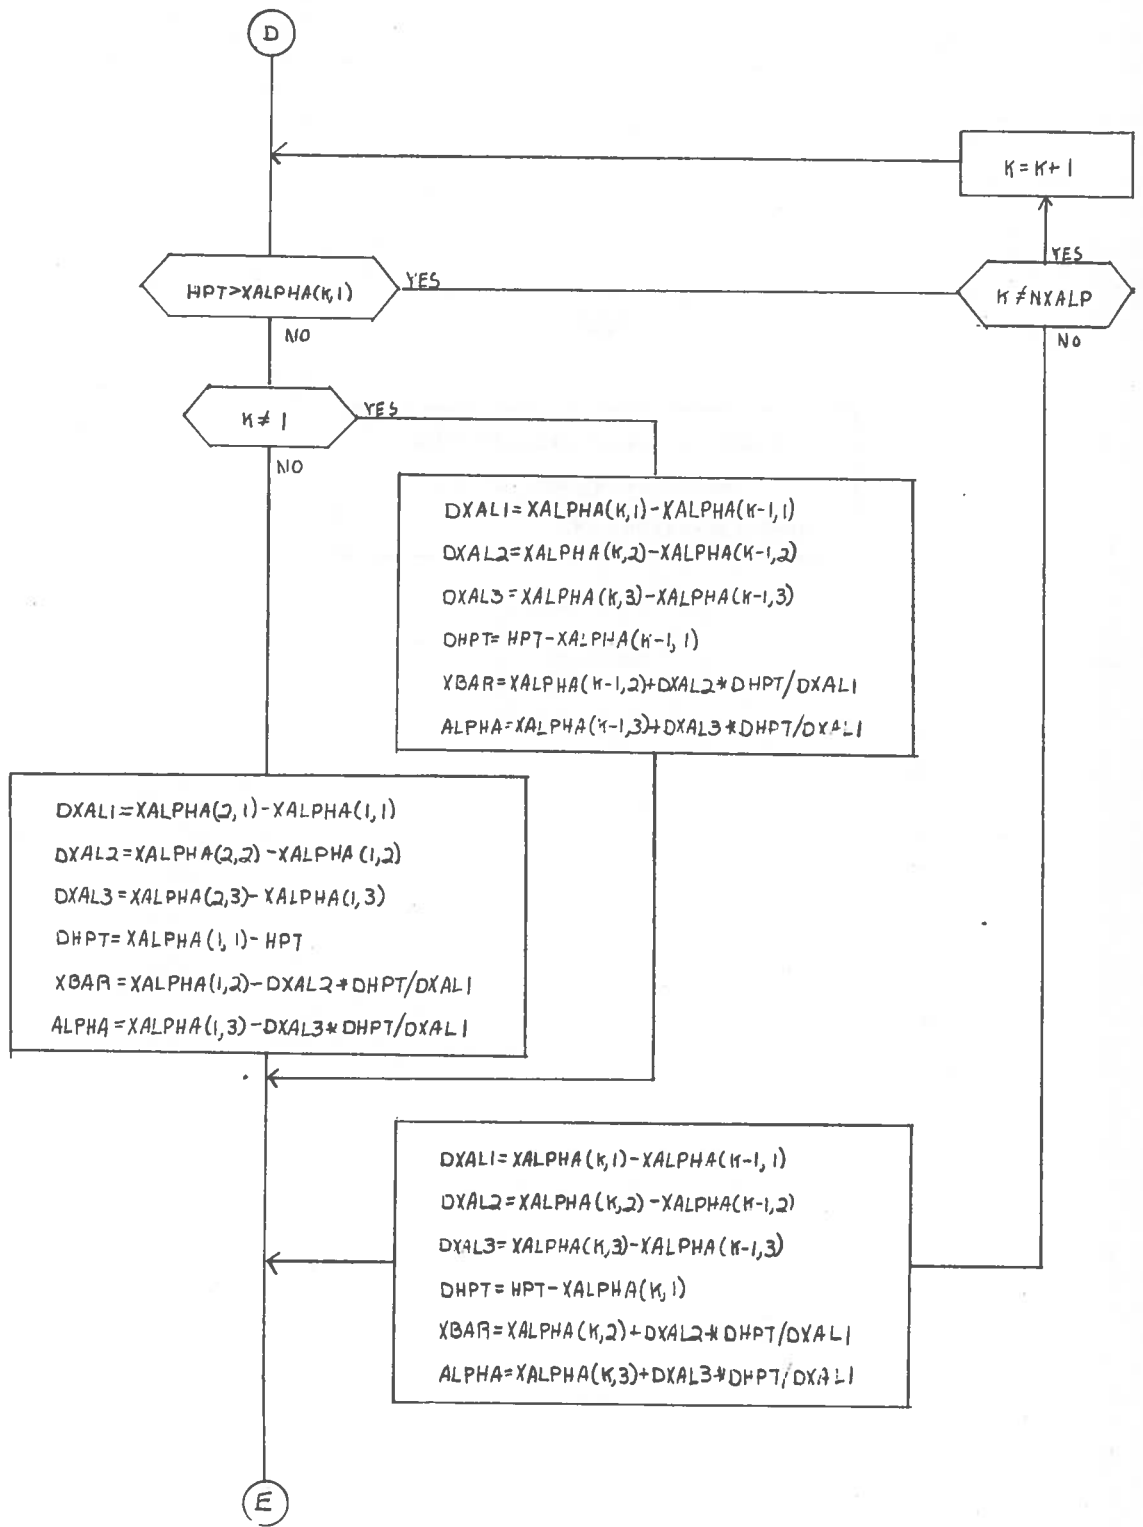 D
K=K+1
YES
HPT>XALPHA(K,1)
YES
K≠NXALP
NO
NO
K≠1
YES
NO
DXAL1=XALPHA(K,1)-XALPHA(K-1,1)
DXAL2=XALPHA(K,2)-XALPHA(K-1,2)
DXAL3=XALPHA(K,3)-XALPHA(K-1,3)
DHPT=HPT-XALPHA(K-1,1)
XBAR=XALPHA(K-1,2)+DXAL2*DHPT/DXAL1
ALPHA=XALPHA(K-1,3)+DXAL3*DHPT/DXAL1
DXAL1=XALPHA(2,1)-XALPHA(1,1)
DXAL2=XALPHA(2,2)-XALPHA(1,2)
DXAL3=XALPHA(2,3)-XALPHA(1,3)
DHPT=XALPHA(1,1)-HPT
XBAR=XALPHA(1,2)-DXAL2*DHPT/DXAL1
ALPHA=XALPHA(1,3)-DXAL3*DHPT/DXAL1
DXAL1=XALPHA(K,1)-XALPHA(K-1,1)
DXAL2=XALPHA(K,2)-XALPHA(K-1,2)
DXAL3=XALPHA(K,3)-XALPHA(K-1,3)
DHPT=HPT-XALPHA(K,1)
XBAR=XALPHA(K,2)+DXAL2*DHPT/DXAL1
ALPHA=XALPHA(K,3)+DXAL3*DHPT/DXAL1
E